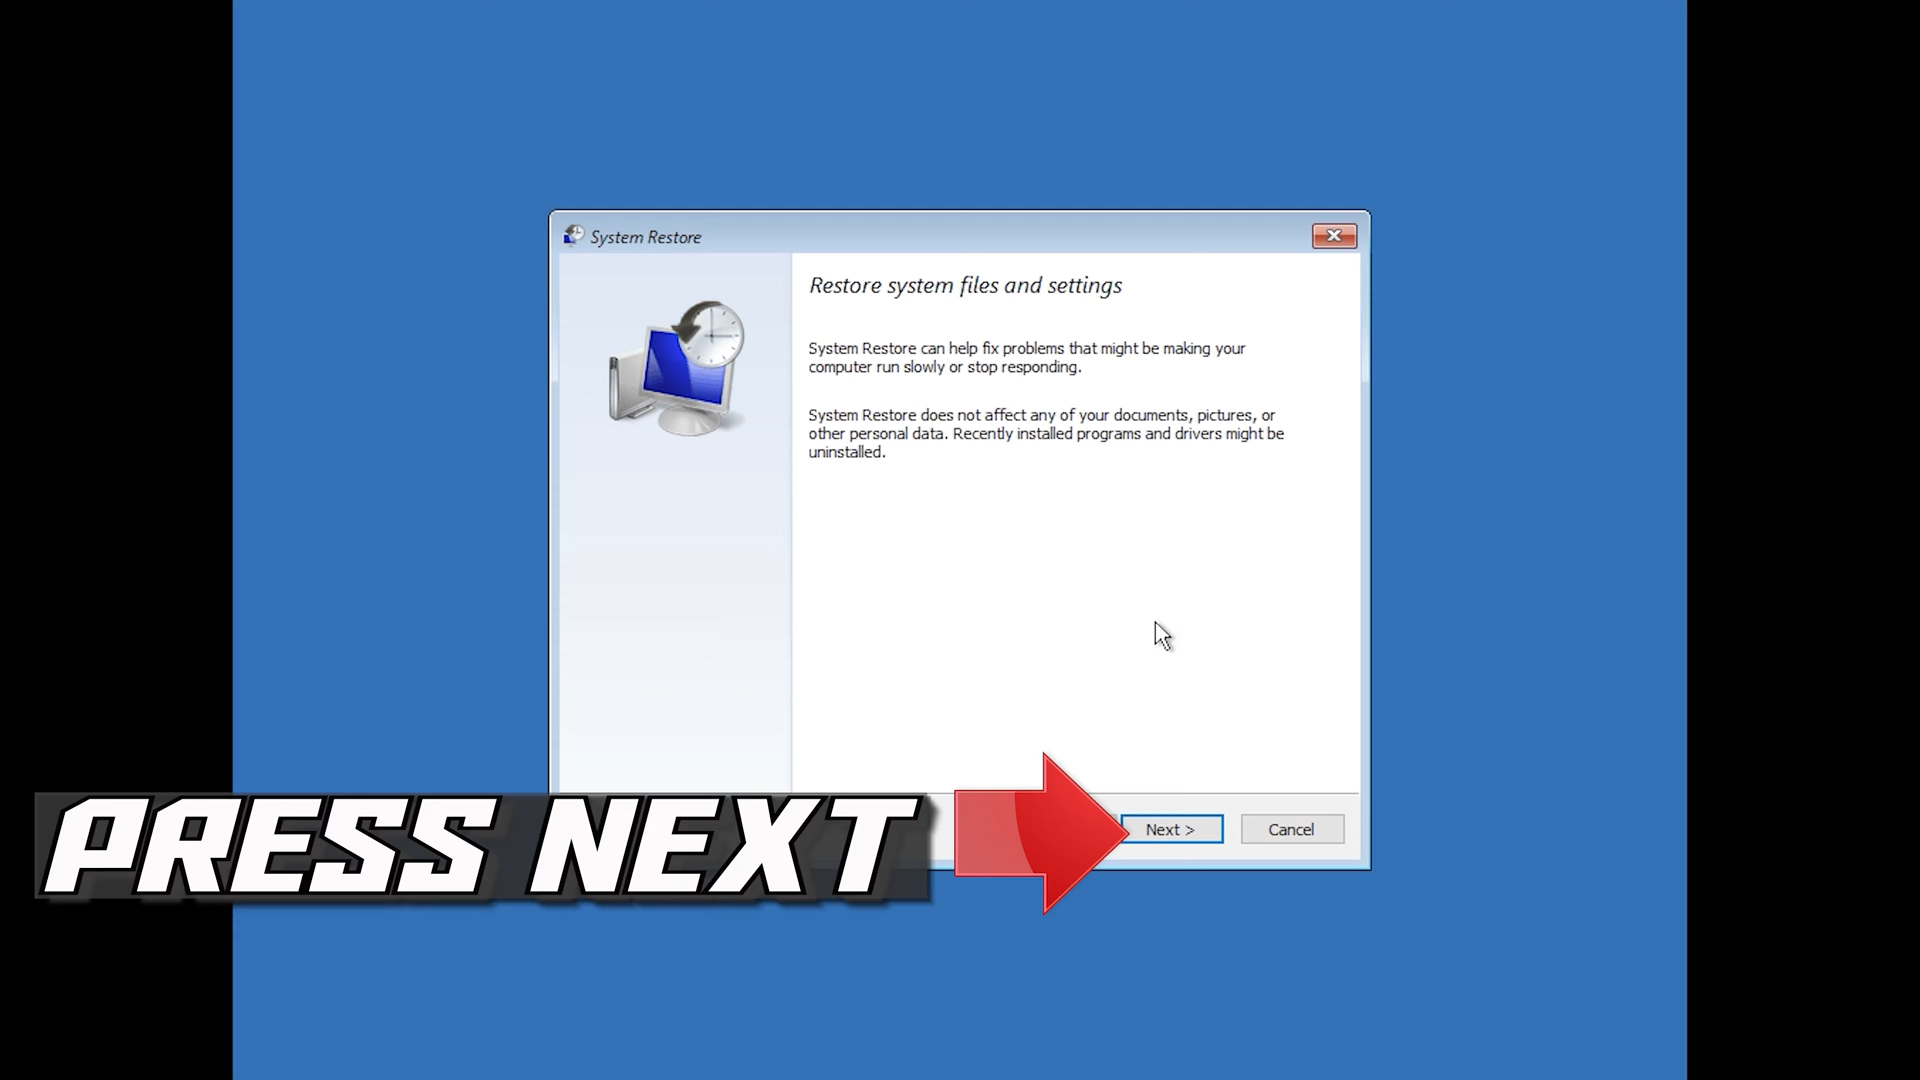 System Restore
Restore system files and settings
System Restore can help fix problems that might be making your
computer run slowly or stop responding.
System Restore does not affect any of your documents, pictures, or
other personal data. Recently installed programs and drivers might be
uninstalled.
PRESS NEXT
Next >
Cancel